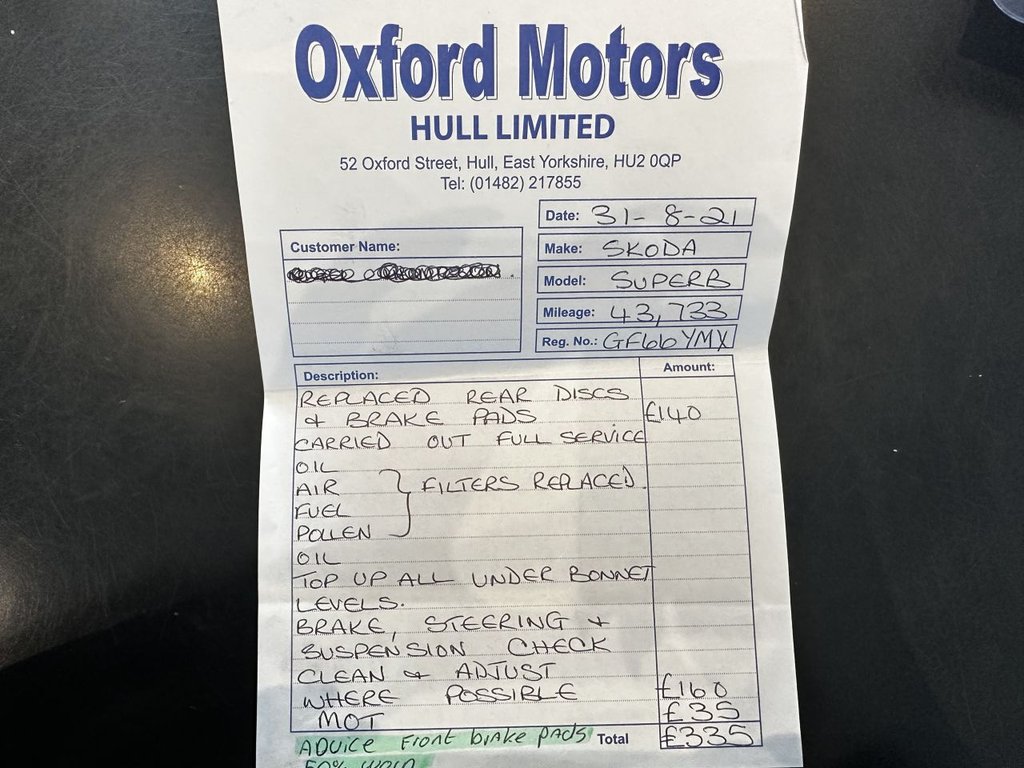 Oxford Motors
HULL LIMITED
52 Oxford Street, Hull, East Yorkshire, HU2 0QP
Tel: (01482) 217855
Date: 31-8-21
Customer Name:
Make: SKODA
Model: SUPERB
Mileage: 43,733
Reg. No.: GF66YMX
Description: Amount:
REPLACED REAR DISCS
& BRAKE PADS £140
CARRIED OUT FULL SERVICE
OIL
AIR FILTERS REPLACED.
FUEL
POLLEN
OIL
TOP UP ALL UNDER BONNET
LEVELS.
BRAKE, STEERING &
SUSPENSION CHECK
CLEAN & ADJUST
WHERE POSSIBLE £160
MOT £35
ADVICE Front brake pads Total £335
50% WORN